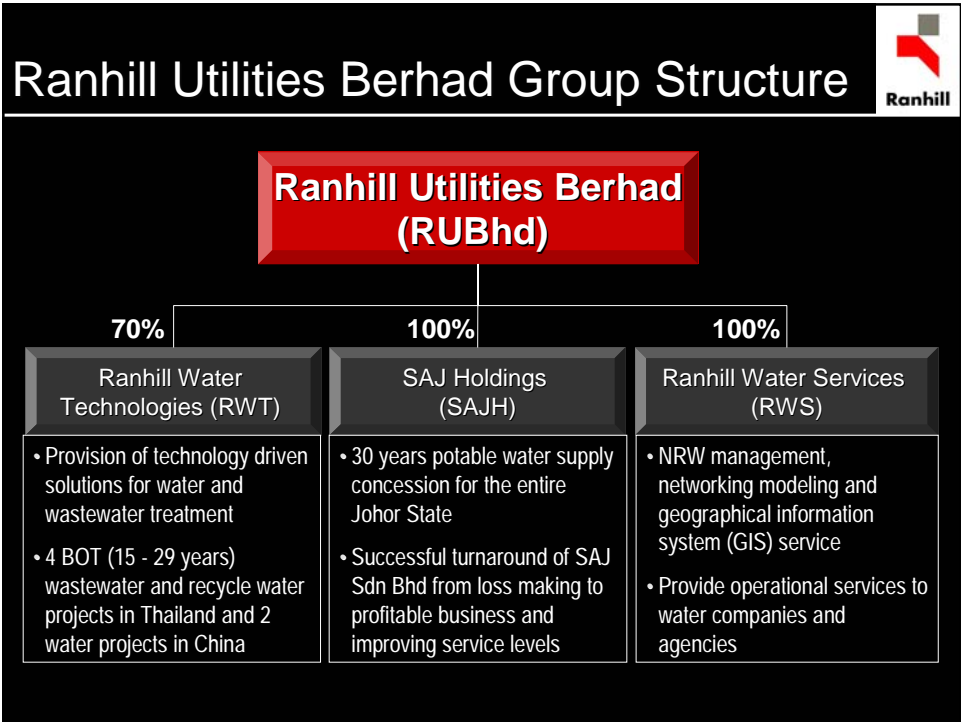 Ranhill Utilities Berhad Group Structure
Ranhill
Ranhill Utilities Berhad
(RUBhd)
70%
100%
100%
Ranhill Water
Technologies (RWT)
• Provision of technology driven
solutions for water and
wastewater treatment
• 4 BOT (15 - 29 years)
wastewater and recycle water
projects in Thailand and 2
water projects in China
SAJ Holdings
(SAJH)
• 30 years potable water supply
concession for the entire
Johor State
• Successful turnaround of SAJ
Sdn Bhd from loss making to
profitable business and
improving service levels
Ranhill Water Services
(RWS)
• NRW management,
networking modeling and
geographical information
system (GIS) service
• Provide operational services to
water companies and
agencies